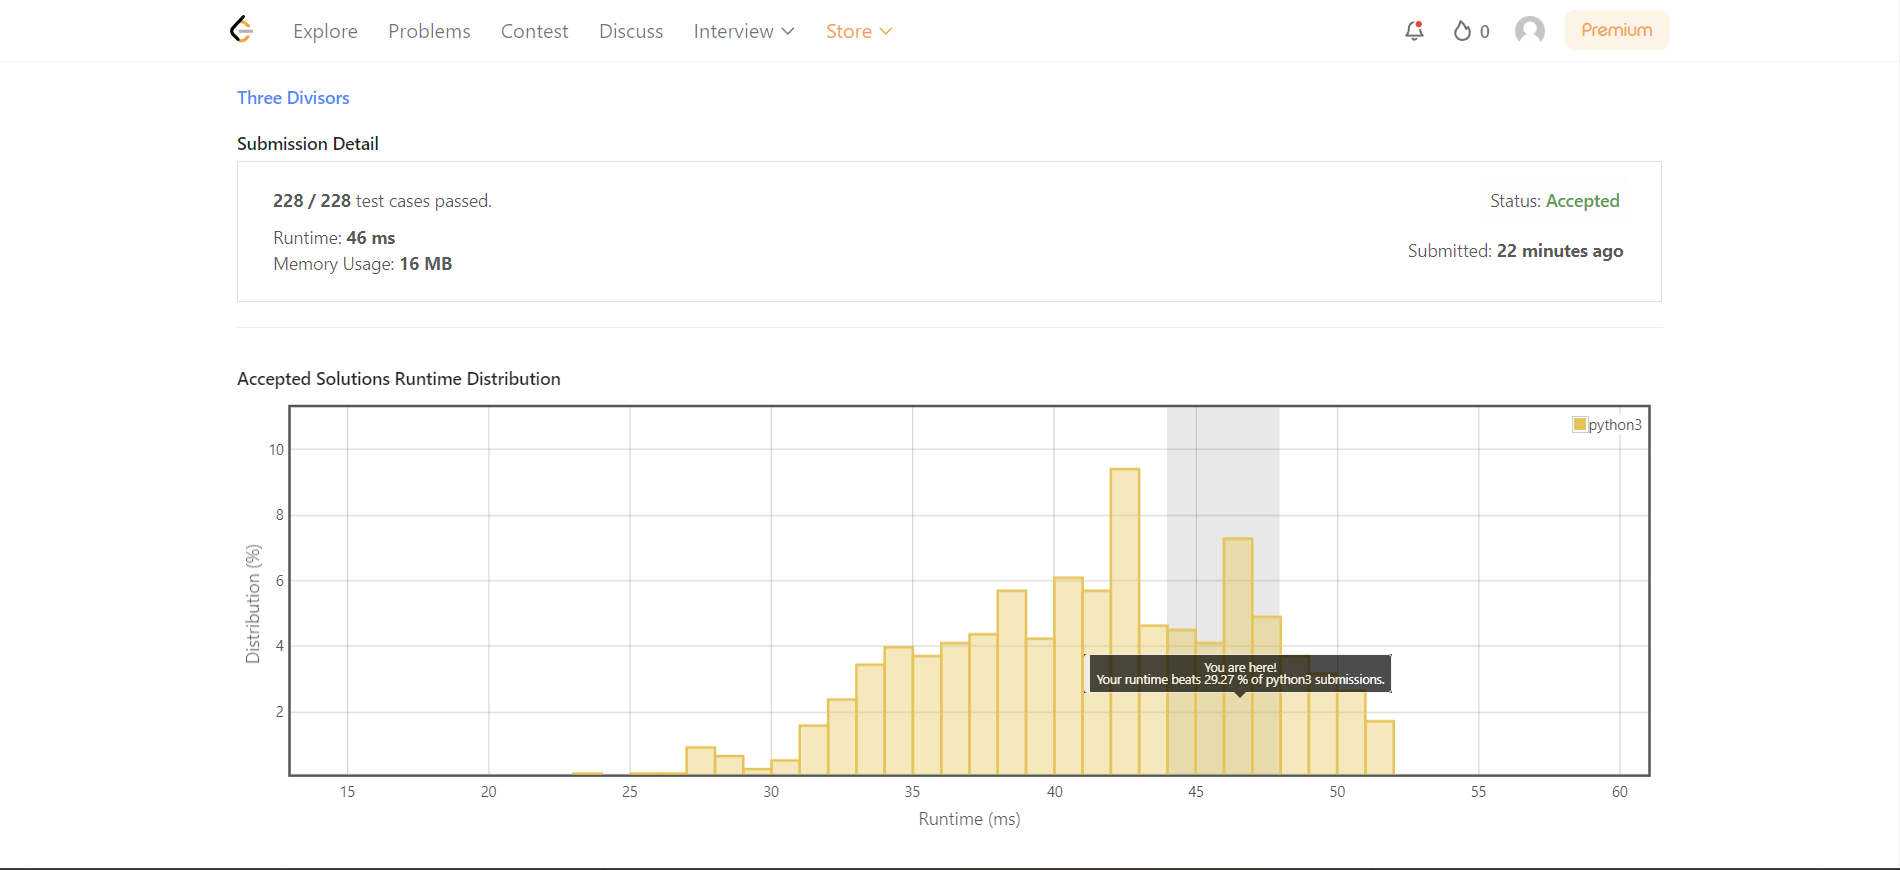 Explore Problems Contest Discuss Interview Store 0 Premium
Three Divisors
Submission Detail
228 / 228 test cases passed.
Status: Accepted
Runtime: 46 ms
Submitted: 22 minutes ago
Memory Usage: 16 MB
Accepted Solutions Runtime Distribution
python3
Distribution (%)
10
8
6
4
2
You are here!
Your runtime beats 29.27 % of python3 submissions.
15 20 25 30 35 40 45 50 55 60
Runtime (ms)